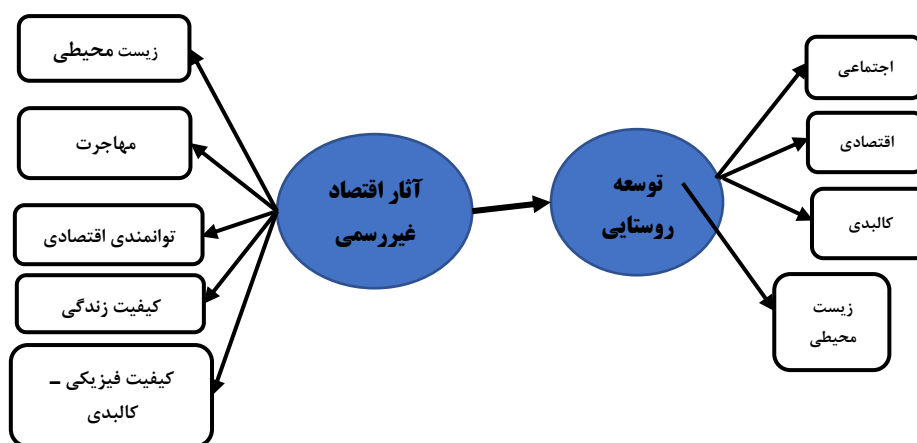 زیست محیطی
مهاجرت
توانمندی اقتصادی
کیفیت زندگی
کیفیت فیزیکی –
کالبدی
آثار اقتصاد
غیررسمی
توسعه
روستایی
اجتماعی
اقتصادی
کالبدی
زیست
محیطی